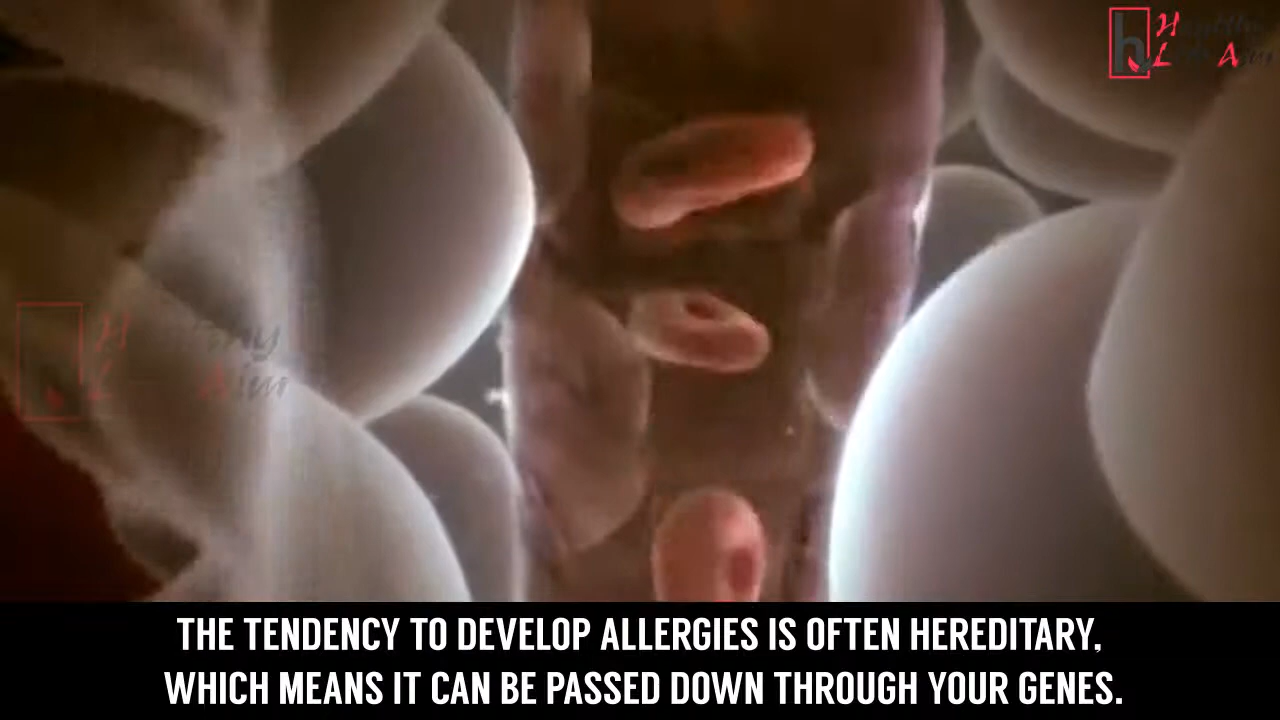 THE TENDENCY TO DEVELOP ALLERGIES IS OFTEN HEREDITARY,
WHICH MEANS IT CAN BE PASSED DOWN THROUGH YOUR GENES.